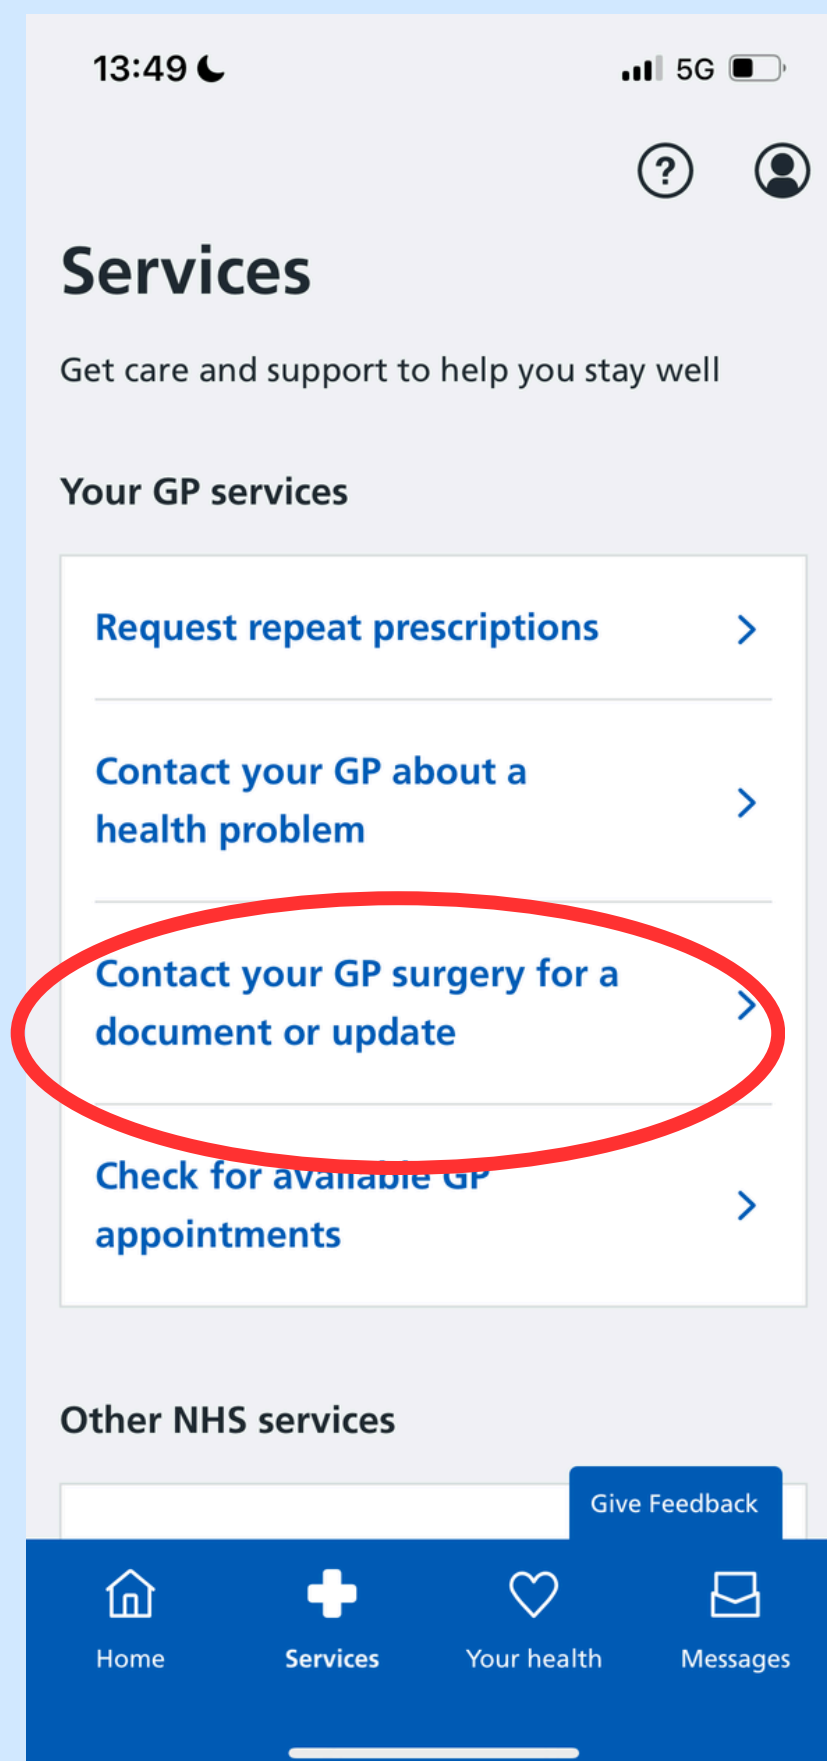 13:49
5G
?
Services
Get care and support to help you stay well
Your GP services
Request repeat prescriptions
Contact your GP about a
health problem
Contact your GP surgery for a
document or update
Check for available GP
appointments
Other NHS services
Give Feedback
Home Services Your health Messages